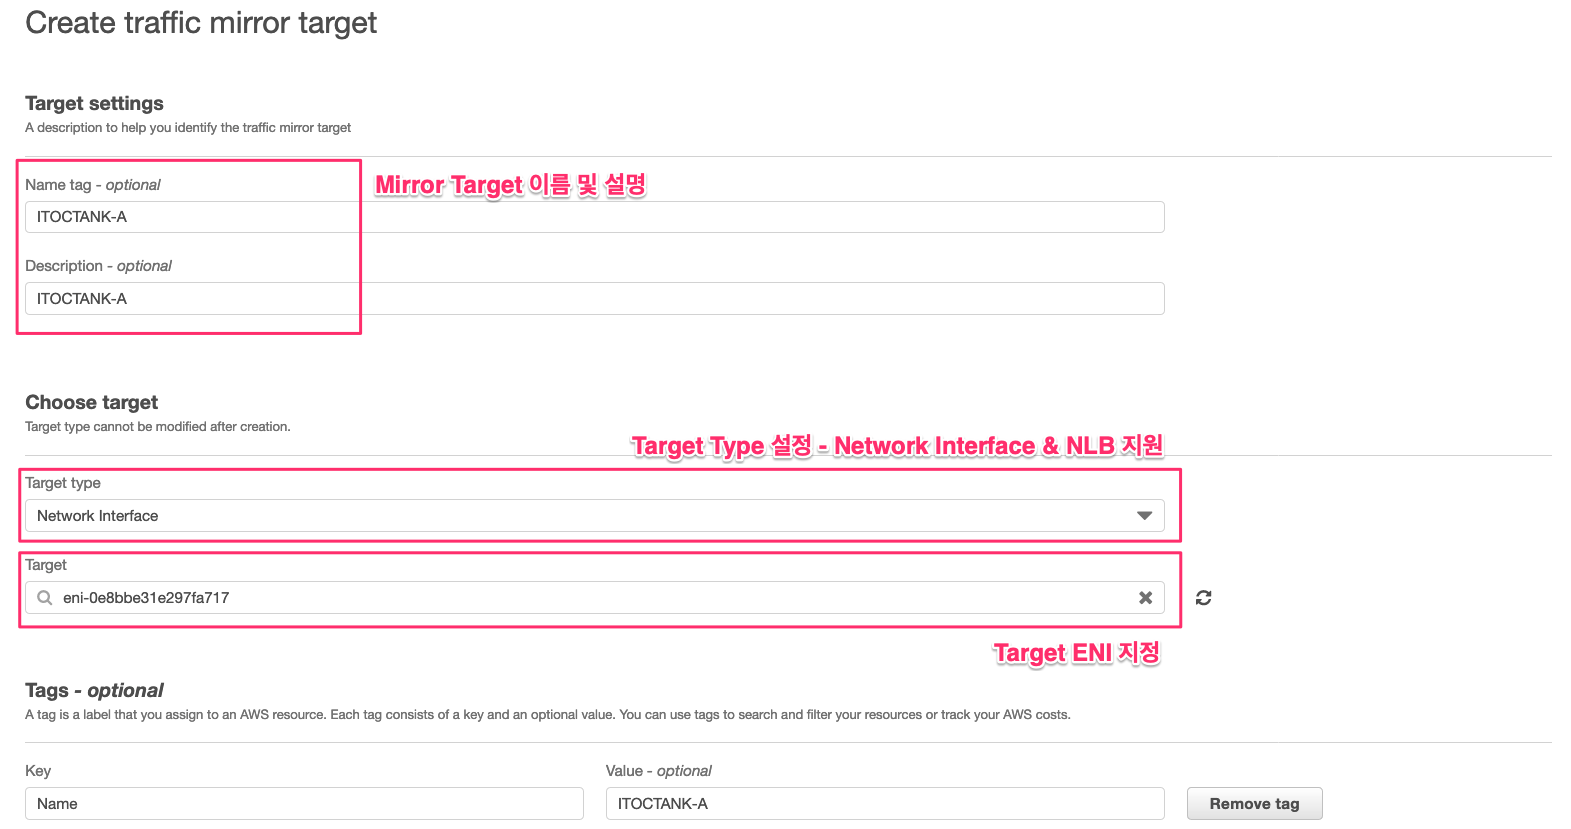 Create traffic mirror target
Target settings
A description to help you identify the traffic mirror target
Name tag - optional
Mirror Target 이름 및 설명
ITOCTANK-A
Description - optional
ITOCTANK-A
Choose target
Target type cannot be modified after creation.
Target Type 설정 - Network Interface & NLB 지원
Target type
Network Interface
Target
eni-0e8bbe31e297fa717
Target ENI 지정
Tags - optional
A tag is a label that you assign to an AWS resource. Each tag consists of a key and an optional value. You can use tags to search and filter your resources or track your AWS costs.
Key
Value - optional
Name
ITOCTANK-A
Remove tag